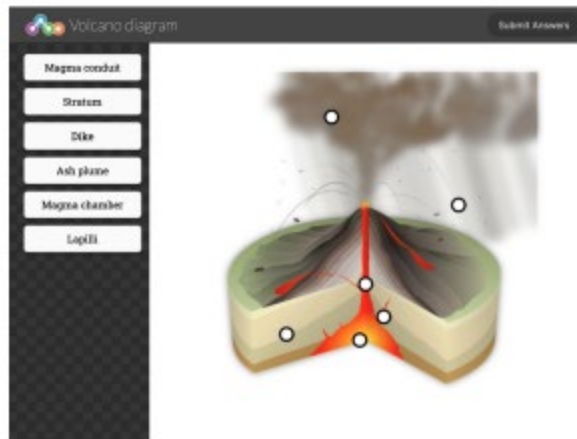 Volcano diagram
Submit Answers
Magma conduit
Stratum
Dike
Ash plume
Magma chamber
Lapilli